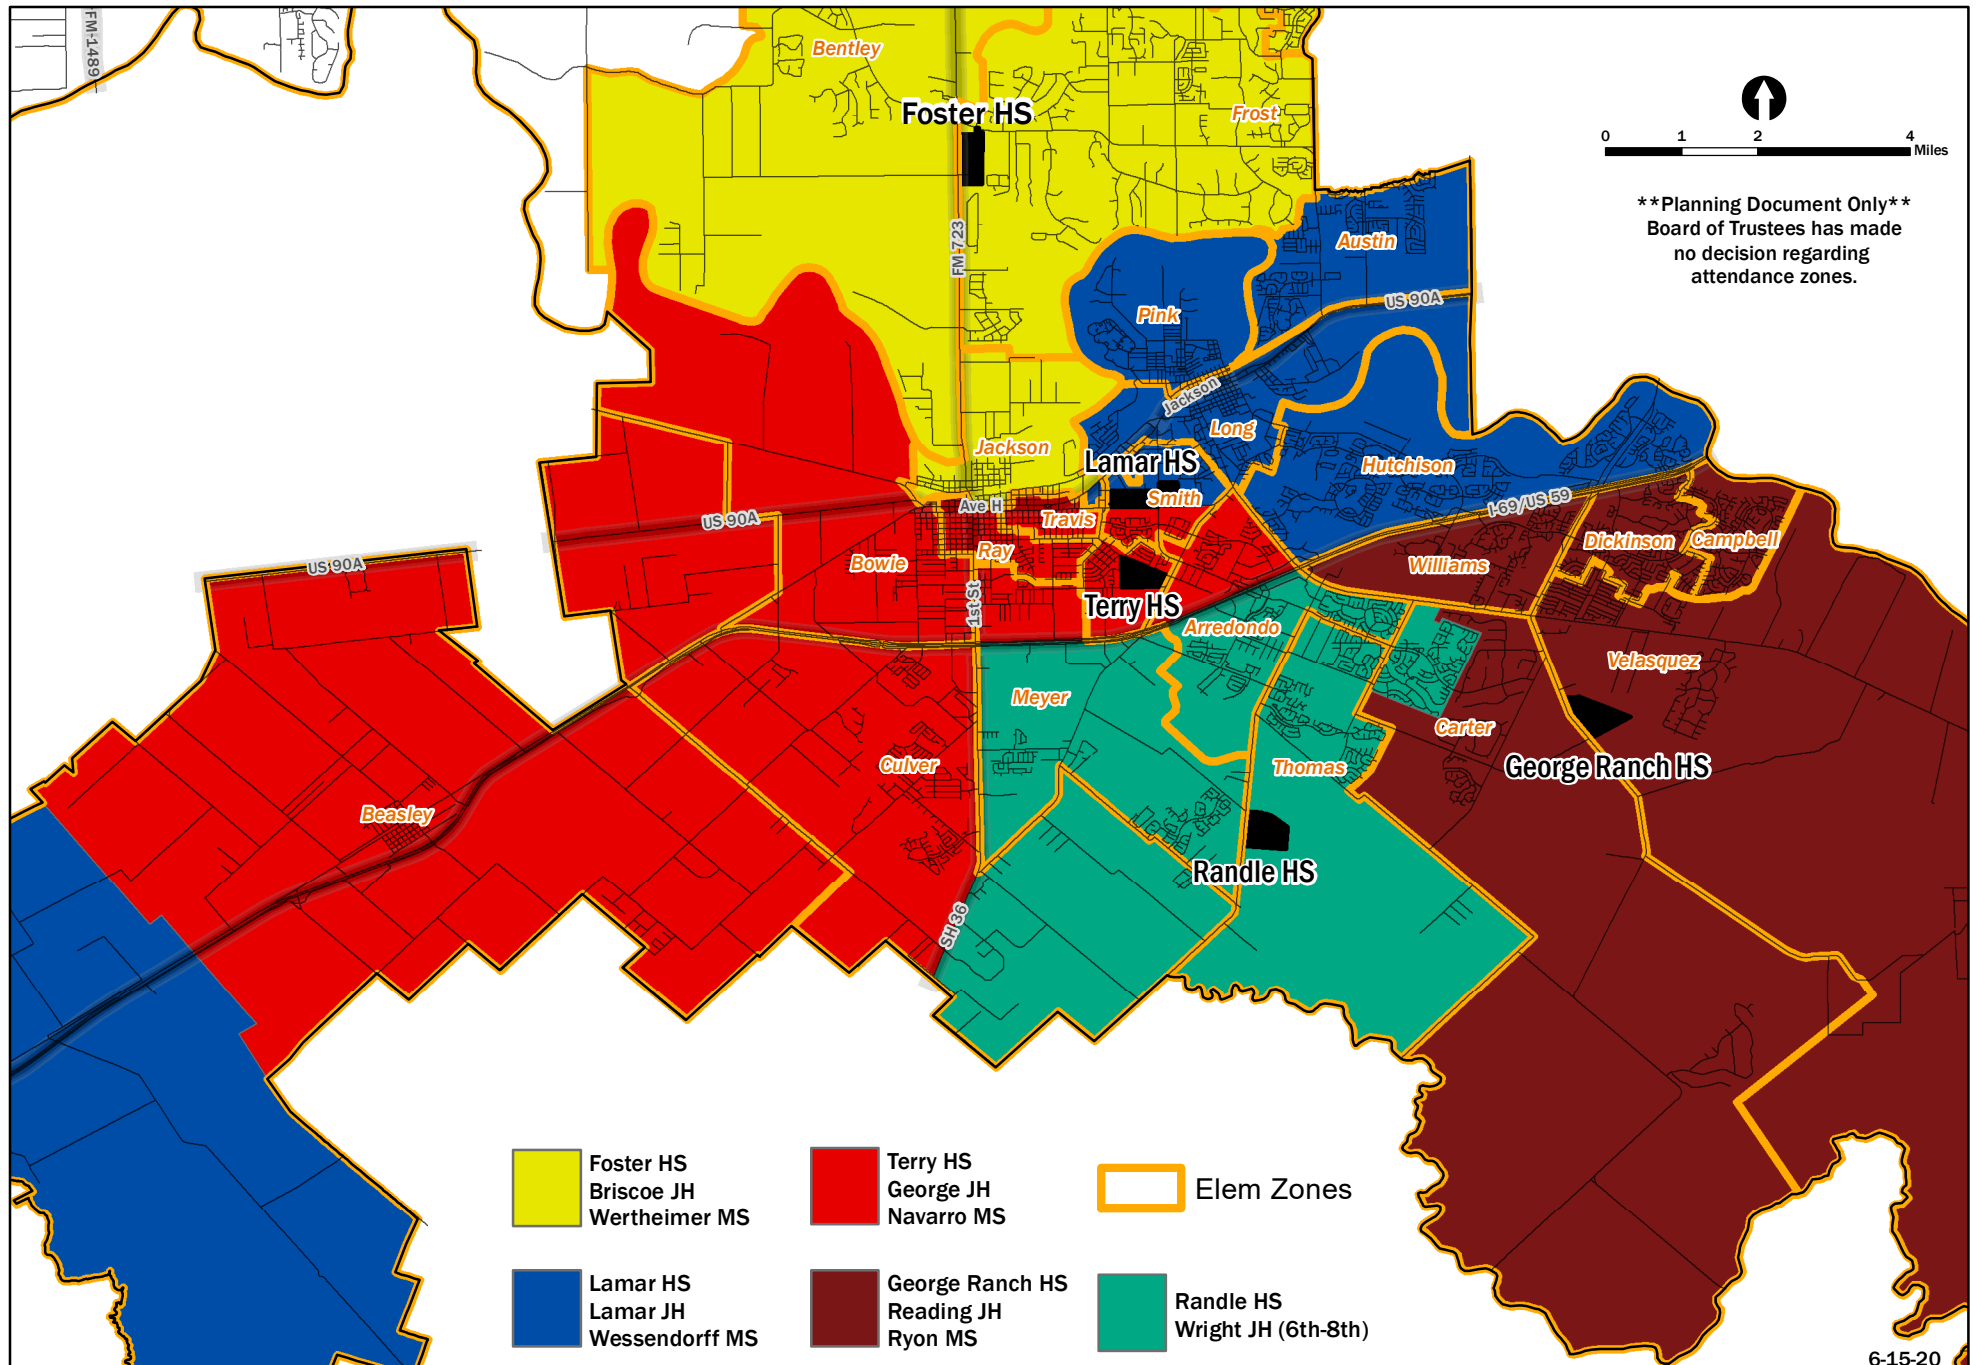 FM-1489
Bentley
Foster HS
Frost
0 1 2 4
Miles
**Planning Document Only**
Board of Trustees has made
no decision regarding
attendance zones.
FM 723
Austin
US 90A
Pink
Jackson
Long
Jackson
Lamar HS
Hutchison
Smith
I-69/US 59
Ave H
Travis
US 90A
Ray
Bowie
Dickinson
Campbell
Williams
US 90A
1st St
Terry HS
Arredondo
Velasquez
Meyer
Carter
Culver
Thomas
George Ranch HS
Beasley
Randle HS
SH 36
Foster HS
Briscoe JH
Wertheimer MS
Terry HS
George JH
Navarro MS
Elem Zones
Lamar HS
Lamar JH
Wessendorff MS
George Ranch HS
Reading JH
Ryon MS
Randle HS
Wright JH (6th-8th)
6-15-20